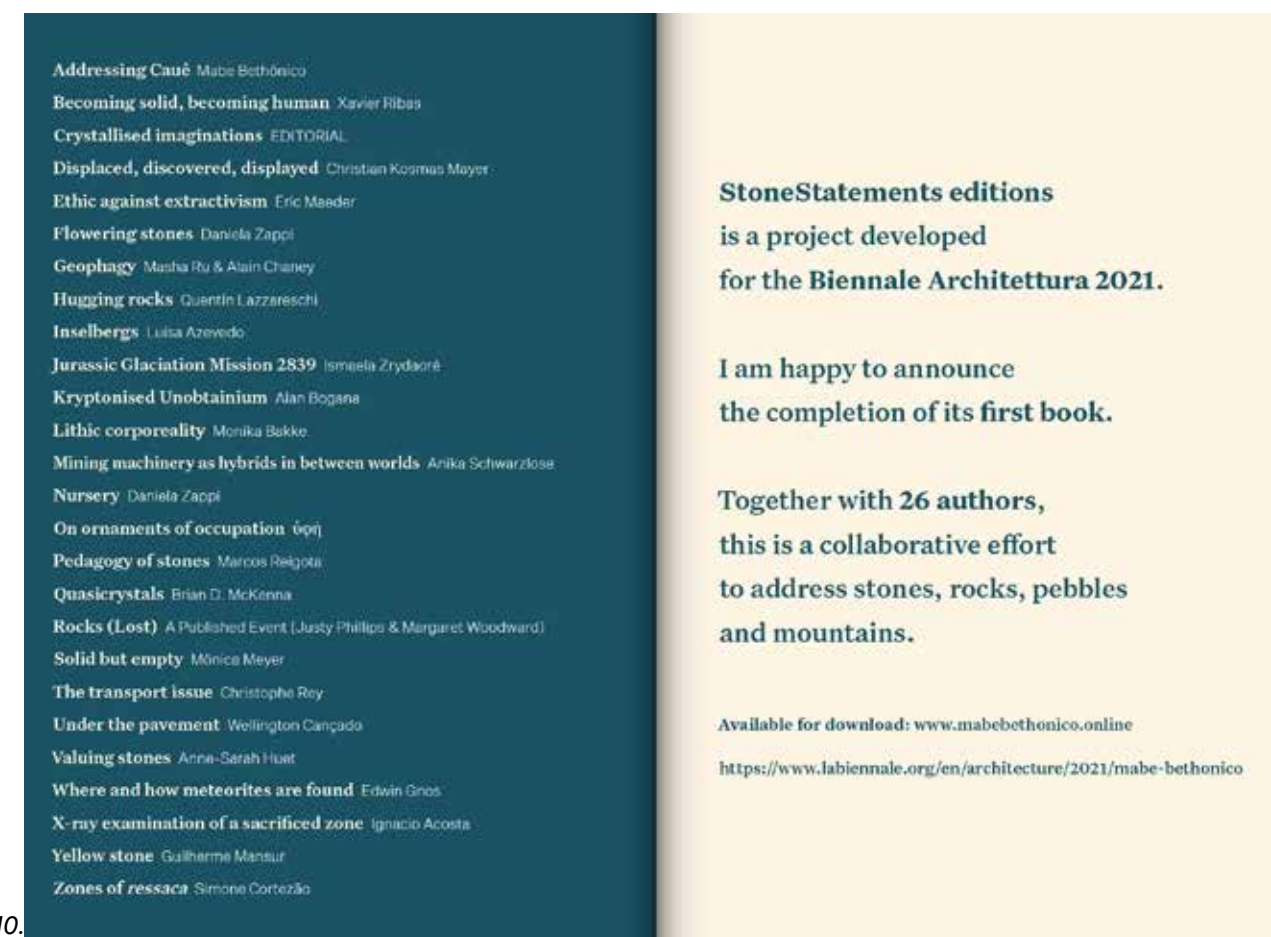 Addressing Cauê Mabe Bethônico
Becoming solid, becoming human Xavier Ribas
Crystallised imaginations EDITORIAL
Displaced, discovered, displayed Christian Kosmas Mayer
Ethic against extractivism Eric Maeder
Flowering stones Daniela Zappi
Geophagy Masha Ru & Alain Chaney
Hugging rocks Quentin Lazzareschi
Inselbergs Luisa Azevedo
Jurassic Glaciation Mission 2839 Ismaela Zrydaoré
Kryptonised Unobtainium Alan Bogana
Lithic corporeality Monika Bakke
Mining machinery as hybrids in between worlds Anika Schwarzlose
Nursery Daniela Zappi
On ornaments of occupation ὑφή
Pedagogy of stones Marcos Reigota
Quasicrystals Brian D. McKenna
Rocks (Lost) A Published Event (Justy Phillips & Margaret Woodward)
Solid but empty Mônica Meyer
The transport issue Christophe Rey
Under the pavement Wellington Cançado
Valuing stones Anne-Sarah Huet
Where and how meteorites are found Edwin Gnos
X-ray examination of a sacrificed zone Ignacio Acosta
Yellow stone Guilherme Mansur
Zones of ressaca Simone Cortezão
StoneStatements editions
is a project developed
for the Biennale Architettura 2021.
I am happy to announce
the completion of its first book.
Together with 26 authors,
this is a collaborative effort
to address stones, rocks, pebbles
and mountains.
Available for download: www.mabebethonico.online
https://www.labiennale.org/en/architecture/2021/mabe-bethonico